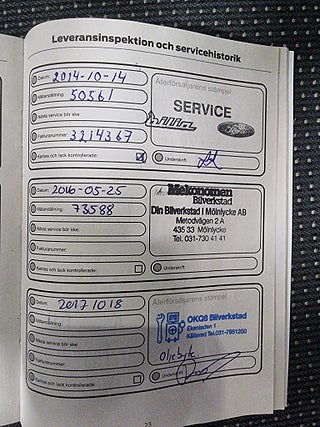 Leveransinspektion och servicehistorik
Datum: 2014-10-14
Mätarställning: 50561
Nästa service bör ske:
Fakturanummer: 3214367
Kaross och lack kontrollerade:
Återförsäljarens stämpel
SERVICE
Ford
Underskrift:
Datum: 2016-05-25
Mätarställning: 73588
Nästa service bör ske:
Fakturanummer:
Kaross och lack kontrollerade:
Mekonomen
Bilverkstad
Din Bilverkstad i Mölnlycke AB
Metodvägen 2 A
435 33 Mölnlycke
Tel. 031-730 41 41
Underskrift:
Datum: 20171018
Mätarställning:
Nästa service bör ske:
Fakturanummer:
Kaross och lack kontrollerade:
Återförsäljarens stämpel
OKQ8 Bilverkstad
Ekenleden 1
Kållered Tel.031-7951200
Oljebyte
Underskrift:
23